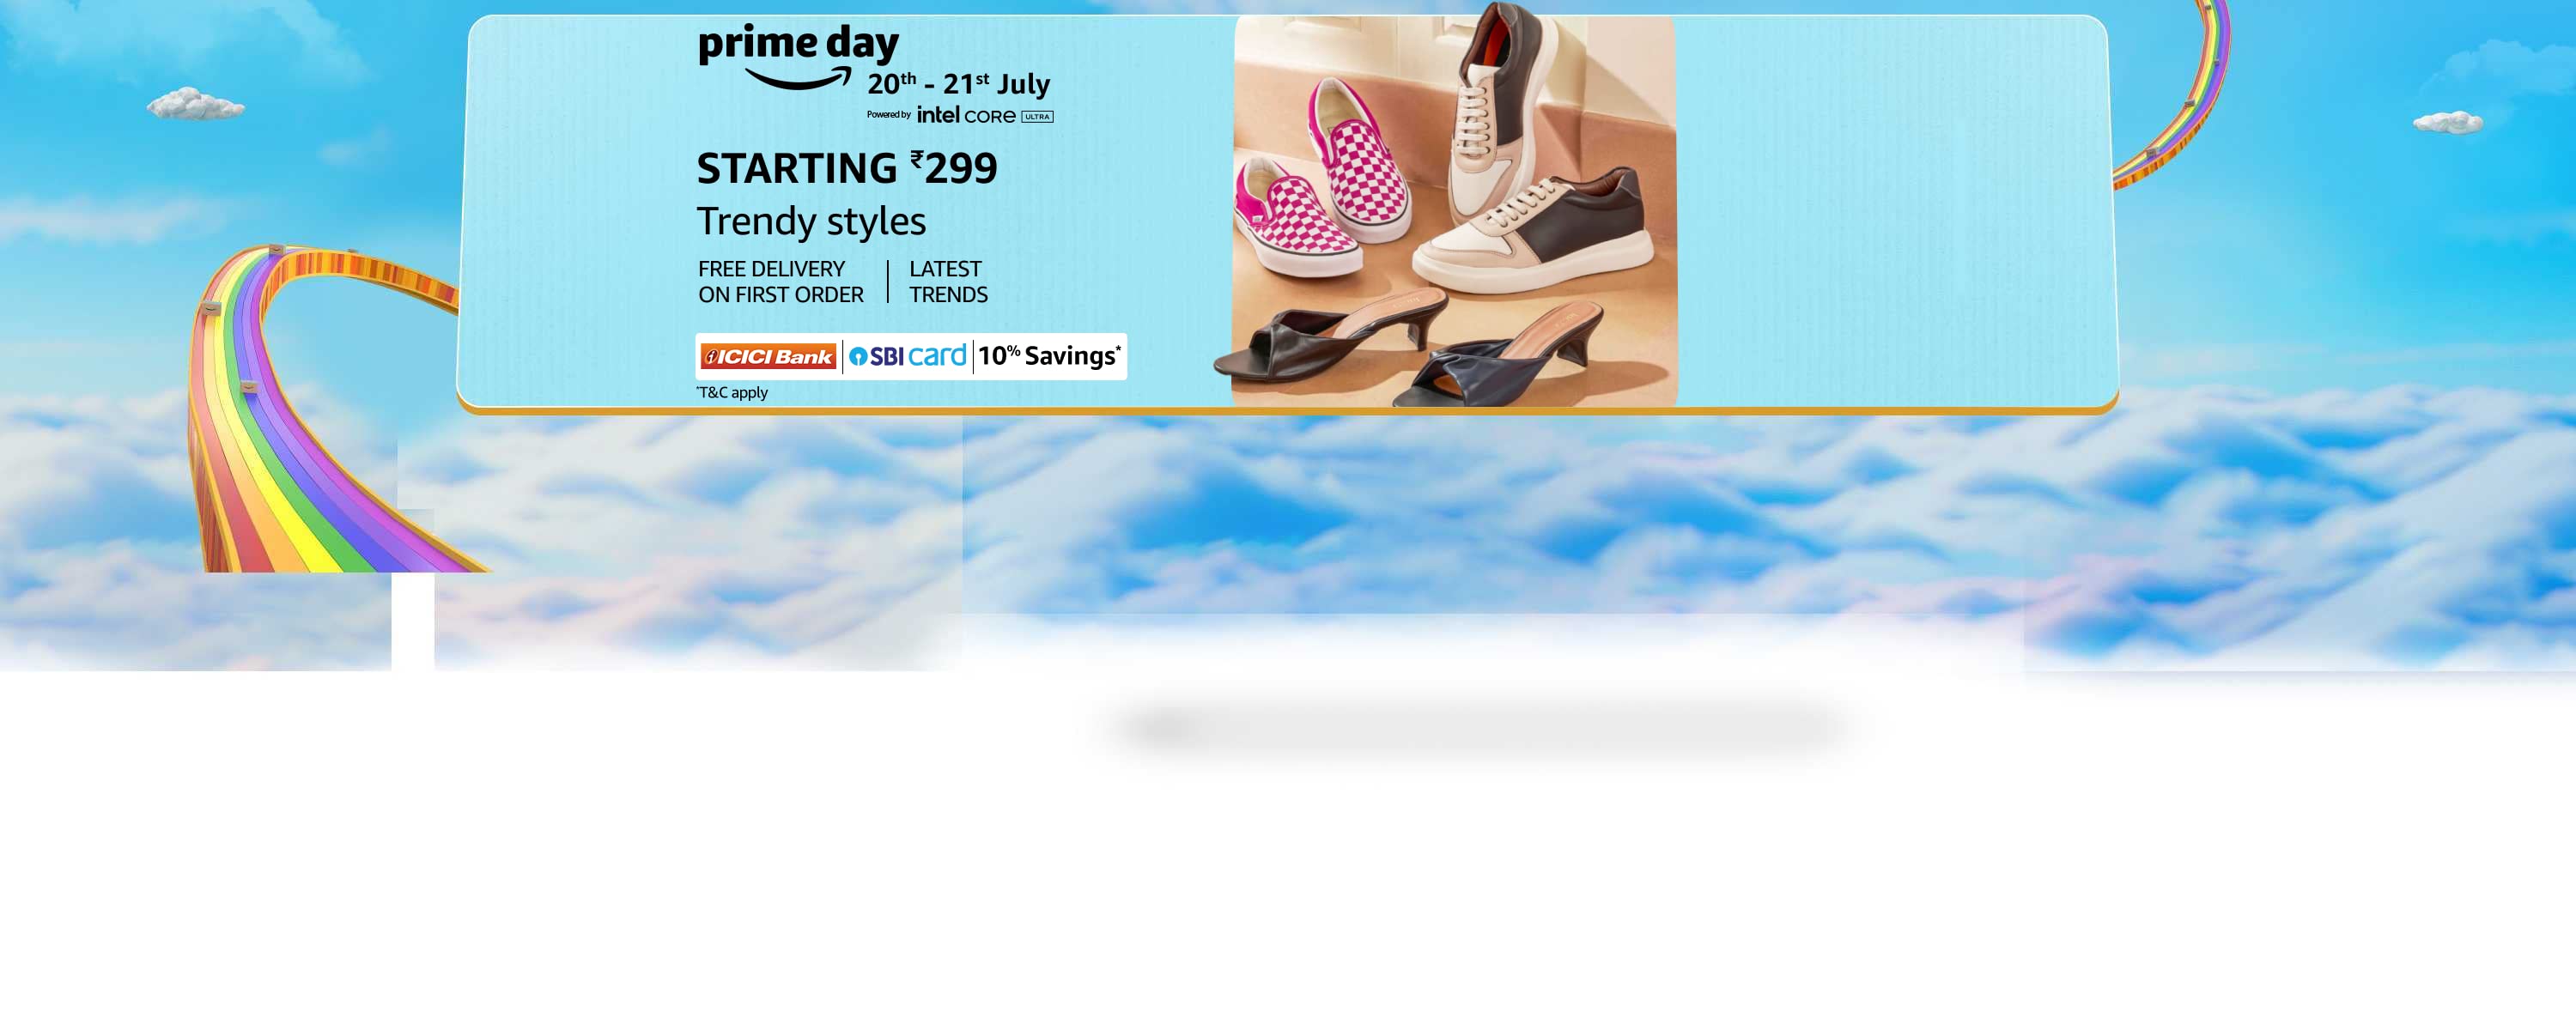 prime day
20th - 21st July
Powered by intel CORE ULTRA
STARTING ₹299
Trendy styles
FREE DELIVERY
ON FIRST ORDER
LATEST
TRENDS
ICICI Bank SBI card 10% Savings*
*T&C apply